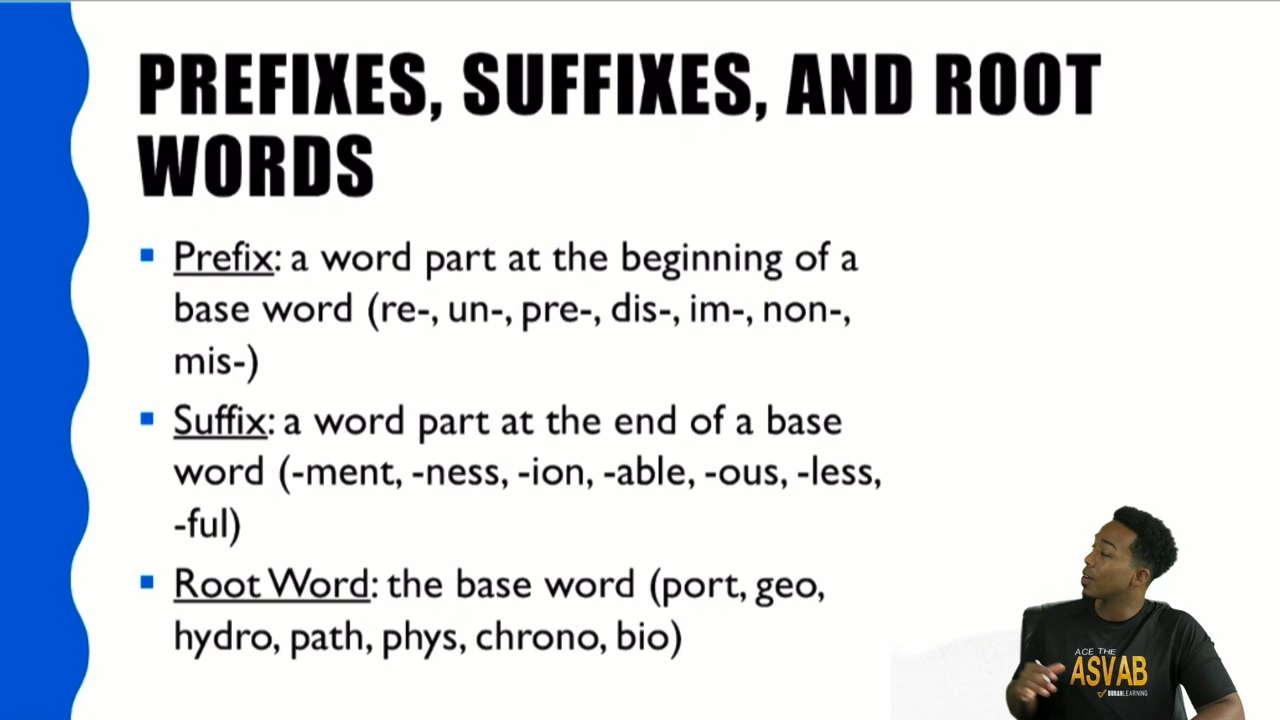 PREFIXES, SUFFIXES, AND ROOT
WORDS
Prefix: a word part at the beginning of a
base word (re-, un-, pre-, dis-, im-, non-,
mis-)
Suffix: a word part at the end of a base
word (-ment, -ness, -ion, -able, -ous, -less,
-ful)
Root Word: the base word (port, geo,
hydro, path, phys, chrono, bio)
ACE THE
ASVAB
DURANLEARNING